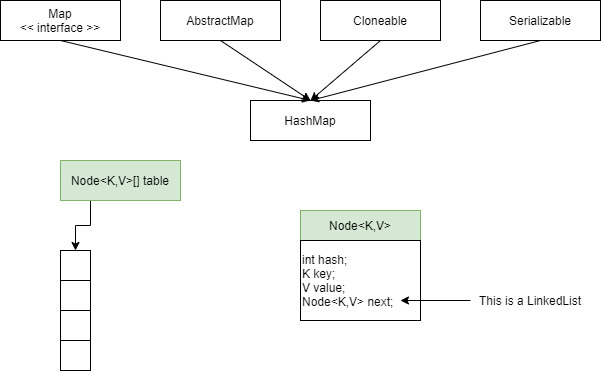 Map
<< interface >>
AbstractMap
Cloneable
Serializable
HashMap
Node<K,V>[] table
Node<K,V>
int hash;
K key;
V value;
Node<K,V> next;
This is a LinkedList